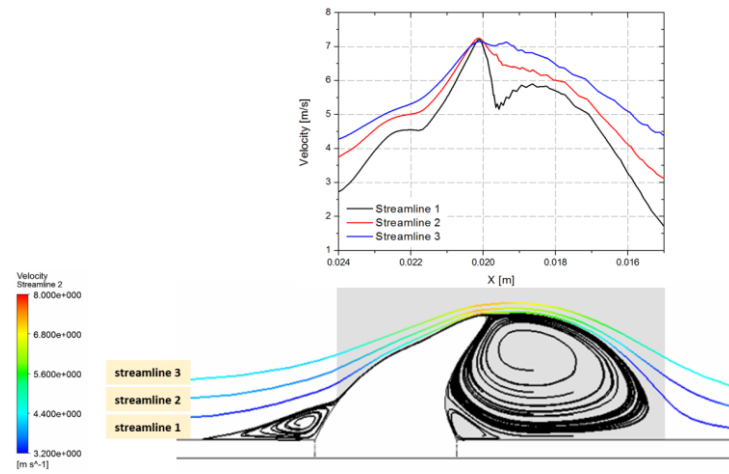 8
7
6
5
4
3
2
1
Velocity [m/s]
Streamline 1
Streamline 2
Streamline 3
0.024 0.022 0.020 0.018 0.016
X [m]
Velocity
Streamline 2
8.000e+000
6.800e+000
5.600e+000
4.400e+000
3.200e+000
[m s^-1]
streamline 3
streamline 2
streamline 1